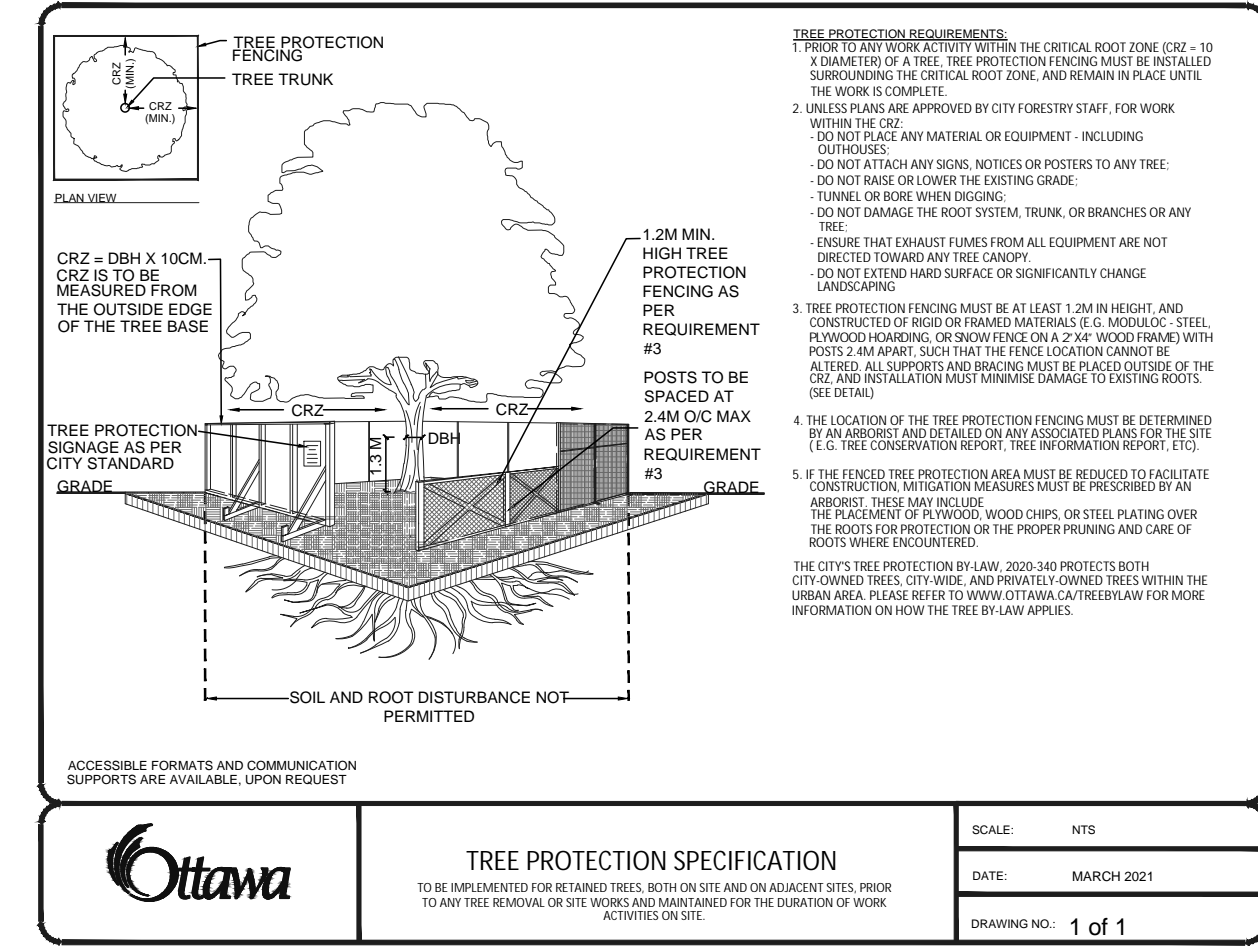 TREE PROTECTION
FENCING
TREE TRUNK
CRZ
(MIN.)
CRZ
(MIN.)
PLAN VIEW
CRZ = DBH X 10CM.
CRZ IS TO BE
MEASURED FROM
THE OUTSIDE EDGE
OF THE TREE BASE
TREE PROTECTION
SIGNAGE AS PER
CITY STANDARD
GRADE
CRZ
CRZ
1.3 M
DBH
1.2M MIN.
HIGH TREE
PROTECTION
FENCING AS
PER
REQUIREMENT
#3
POSTS TO BE
SPACED AT
2.4M O/C MAX
AS PER
REQUIREMENT
#3
GRADE
SOIL AND ROOT DISTURBANCE NOT
PERMITTED
ACCESSIBLE FORMATS AND COMMUNICATION
SUPPORTS ARE AVAILABLE, UPON REQUEST
TREE PROTECTION REQUIREMENTS:
1. PRIOR TO ANY WORK ACTIVITY WITHIN THE CRITICAL ROOT ZONE (CRZ = 10
X DIAMETER) OF A TREE, TREE PROTECTION FENCING MUST BE INSTALLED
SURROUNDING THE CRITICAL ROOT ZONE, AND REMAIN IN PLACE UNTIL
THE WORK IS COMPLETE.
2. UNLESS PLANS ARE APPROVED BY CITY FORESTRY STAFF, FOR WORK
WITHIN THE CRZ:
- DO NOT PLACE ANY MATERIAL OR EQUIPMENT - INCLUDING
OUTHOUSES;
- DO NOT ATTACH ANY SIGNS, NOTICES OR POSTERS TO ANY TREE;
- DO NOT RAISE OR LOWER THE EXISTING GRADE;
- TUNNEL OR BORE WHEN DIGGING;
- DO NOT DAMAGE THE ROOT SYSTEM, TRUNK, OR BRANCHES OR ANY
TREE;
- ENSURE THAT EXHAUST FUMES FROM ALL EQUIPMENT ARE NOT
DIRECTED TOWARD ANY TREE CANOPY.
- DO NOT EXTEND HARD SURFACE OR SIGNIFICANTLY CHANGE
LANDSCAPING
3. TREE PROTECTION FENCING MUST BE AT LEAST 1.2M IN HEIGHT, AND
CONSTRUCTED OF RIGID OR FRAMED MATERIALS (E.G. MODULOC - STEEL,
PLYWOOD HOARDING, OR SNOW FENCE ON A 2"X4" WOOD FRAME) WITH
POSTS 2.4M APART, SUCH THAT THE FENCE LOCATION CANNOT BE
ALTERED. ALL SUPPORTS AND BRACING MUST BE PLACED OUTSIDE OF THE
CRZ, AND INSTALLATION MUST MINIMISE DAMAGE TO EXISTING ROOTS.
(SEE DETAIL)
4. THE LOCATION OF THE TREE PROTECTION FENCING MUST BE DETERMINED
BY AN ARBORIST AND DETAILED ON ANY ASSOCIATED PLANS FOR THE SITE
( E.G. TREE CONSERVATION REPORT, TREE INFORMATION REPORT, ETC).
5. IF THE FENCED TREE PROTECTION AREA MUST BE REDUCED TO FACILITATE
CONSTRUCTION, MITIGATION MEASURES MUST BE PRESCRIBED BY AN
ARBORIST. THESE MAY INCLUDE
THE PLACEMENT OF PLYWOOD, WOOD CHIPS, OR STEEL PLATING OVER
THE ROOTS FOR PROTECTION OR THE PROPER PRUNING AND CARE OF
ROOTS WHERE ENCOUNTERED.
THE CITY'S TREE PROTECTION BY-LAW, 2020-340 PROTECTS BOTH
CITY-OWNED TREES, CITY-WIDE, AND PRIVATELY-OWNED TREES WITHIN THE
URBAN AREA. PLEASE REFER TO WWW.OTTAWA.CA/TREEBYLAW FOR MORE
INFORMATION ON HOW THE TREE BY-LAW APPLIES.
Ottawa
TREE PROTECTION SPECIFICATION
TO BE IMPLEMENTED FOR RETAINED TREES, BOTH ON SITE AND ON ADJACENT SITES, PRIOR
TO ANY TREE REMOVAL OR SITE WORKS AND MAINTAINED FOR THE DURATION OF WORK
ACTIVITIES ON SITE.
SCALE: NTS
DATE: MARCH 2021
DRAWING NO.: 1 of 1